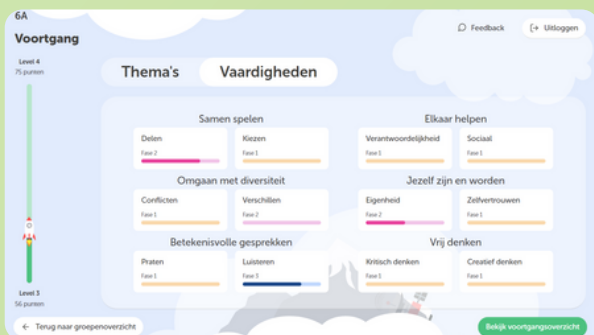 6A
Voortgang
Feedback
Uitloggen
Level 4
75 punten
Thema's
Vaardigheden
Samen spelen
Delen
Fase 2
Kiezen
Fase 1
Elkaar helpen
Verantwoordelijkheid
Fase 1
Sociaal
Fase 1
Omgaan met diversiteit
Conflicten
Fase 1
Verschillen
Fase 2
Jezelf zijn en worden
Eigenheid
Fase 2
Zelfvertrouwen
Fase 1
Betekenisvolle gesprekken
Praten
Fase 1
Luisteren
Fase 3
Vrij denken
Kritisch denken
Fase 1
Creatief denken
Fase 1
Level 3
56 punten
Terug naar groepenoverzicht
Bekijk voortgangsoverzicht